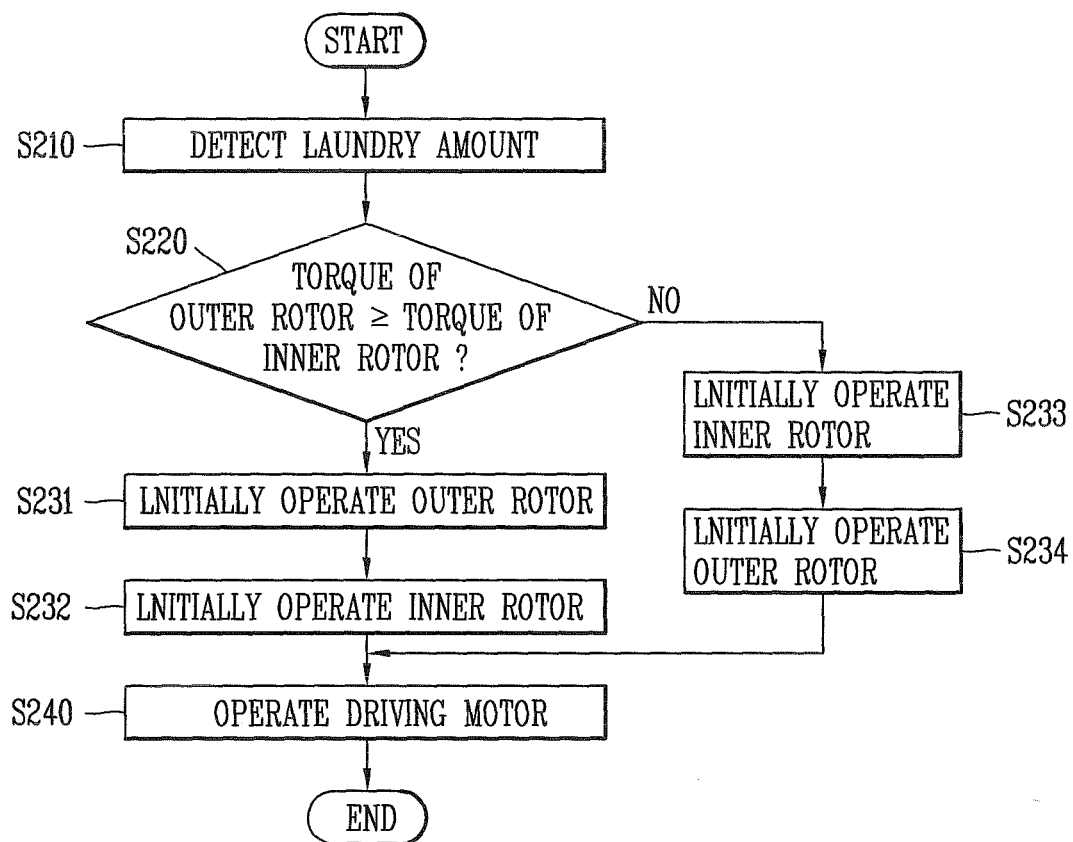 START
S210
DETECT LAUNDRY AMOUNT
S220
TORQUE OF
OUTER ROTOR ≥ TORQUE OF
INNER ROTOR ?
NO
YES
LNITIALLY OPERATE
INNER ROTOR
S233
S231
LNITIALLY OPERATE OUTER ROTOR
LNITIALLY OPERATE
OUTER ROTOR
S234
S232
LNITIALLY OPERATE INNER ROTOR
S240
OPERATE DRIVING MOTOR
END